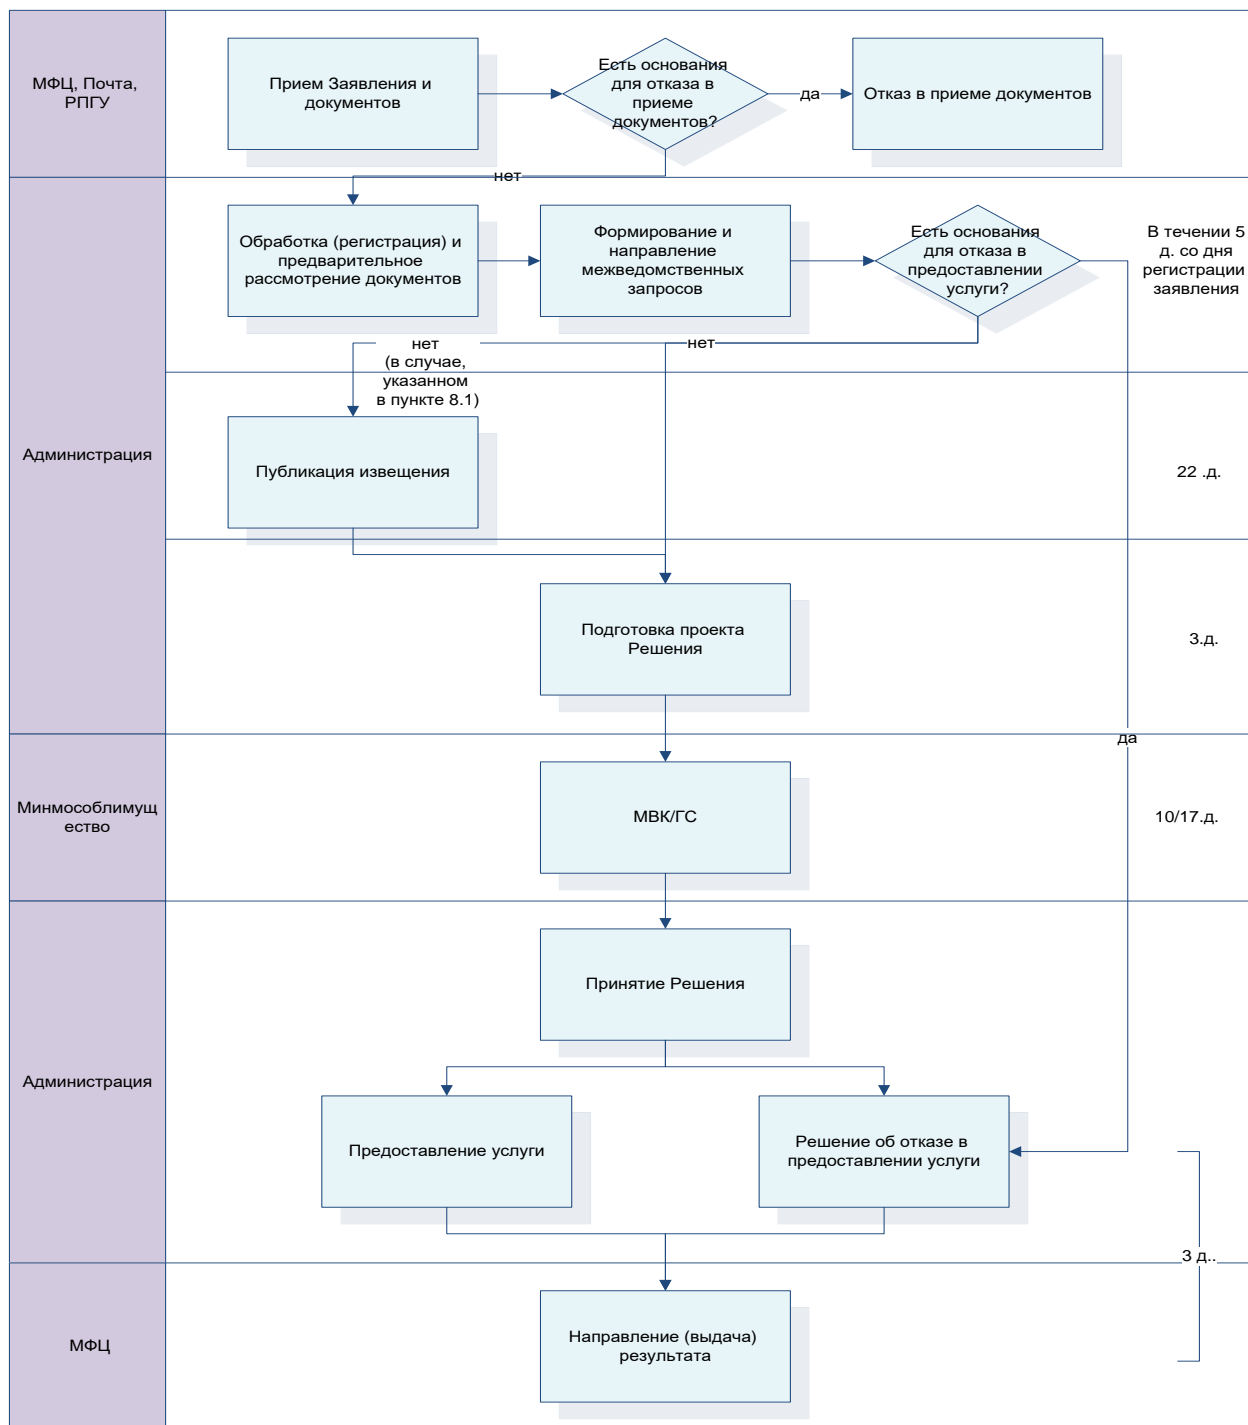 МФЦ, Почта,
РПГУ
Прием Заявления и
документов
Есть основания
для отказа в
приеме
документов?
да
Отказ в приеме документов
нет
Обработка (регистрация) и
предварительное
рассмотрение документов
Формирование и
направление
межведомственных
запросов
Есть основания
для отказа в
предоставлении
услуги?
В течении 5
д. со дня
регистрации
заявления
нет
(в случае,
указанном
в пункте 8.1)
нет
Администрация
Публикация извещения
22 .д.
Подготовка проекта
Решения
3.д.
да
Минмособлимущ
ество
МВК/ГС
10/17.д.
Принятие Решения
Администрация
Предоставление услуги
Решение об отказе в
предоставлении услуги
3 д..
МФЦ
Направление (выдача)
результата